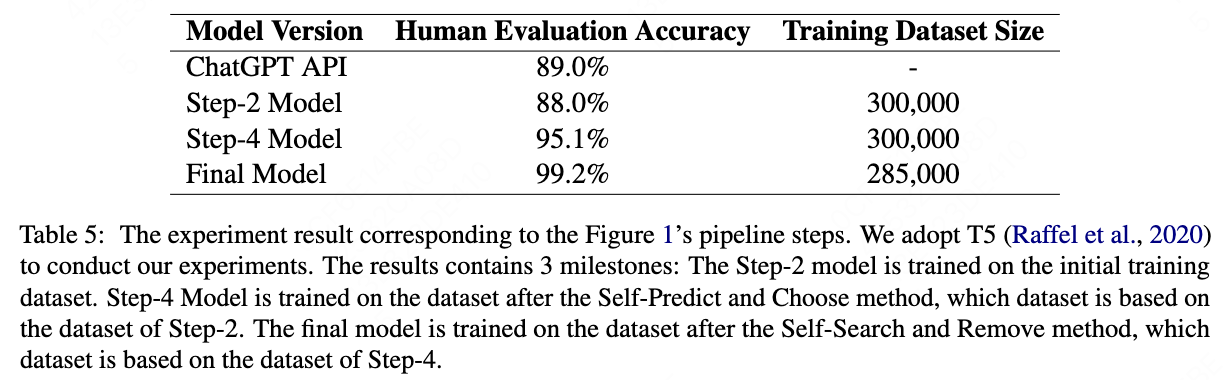 Model Version Human Evaluation Accuracy Training Dataset Size
ChatGPT API 89.0% -
Step-2 Model 88.0% 300,000
Step-4 Model 95.1% 300,000
Final Model 99.2% 285,000
Table 5: The experiment result corresponding to the Figure 1's pipeline steps. We adopt T5 (Raffel et al., 2020)
to conduct our experiments. The results contains 3 milestones: The Step-2 model is trained on the initial training
dataset. Step-4 Model is trained on the dataset after the Self-Predict and Choose method, which dataset is based on
the dataset of Step-2. The final model is trained on the dataset after the Self-Search and Remove method, which
dataset is based on the dataset of Step-4.